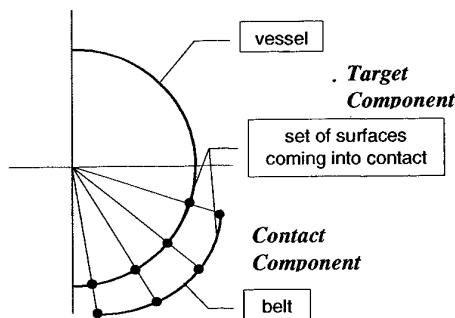 vessel
. Target
Component
set of surfaces
coming into contact
Contact
Component
belt